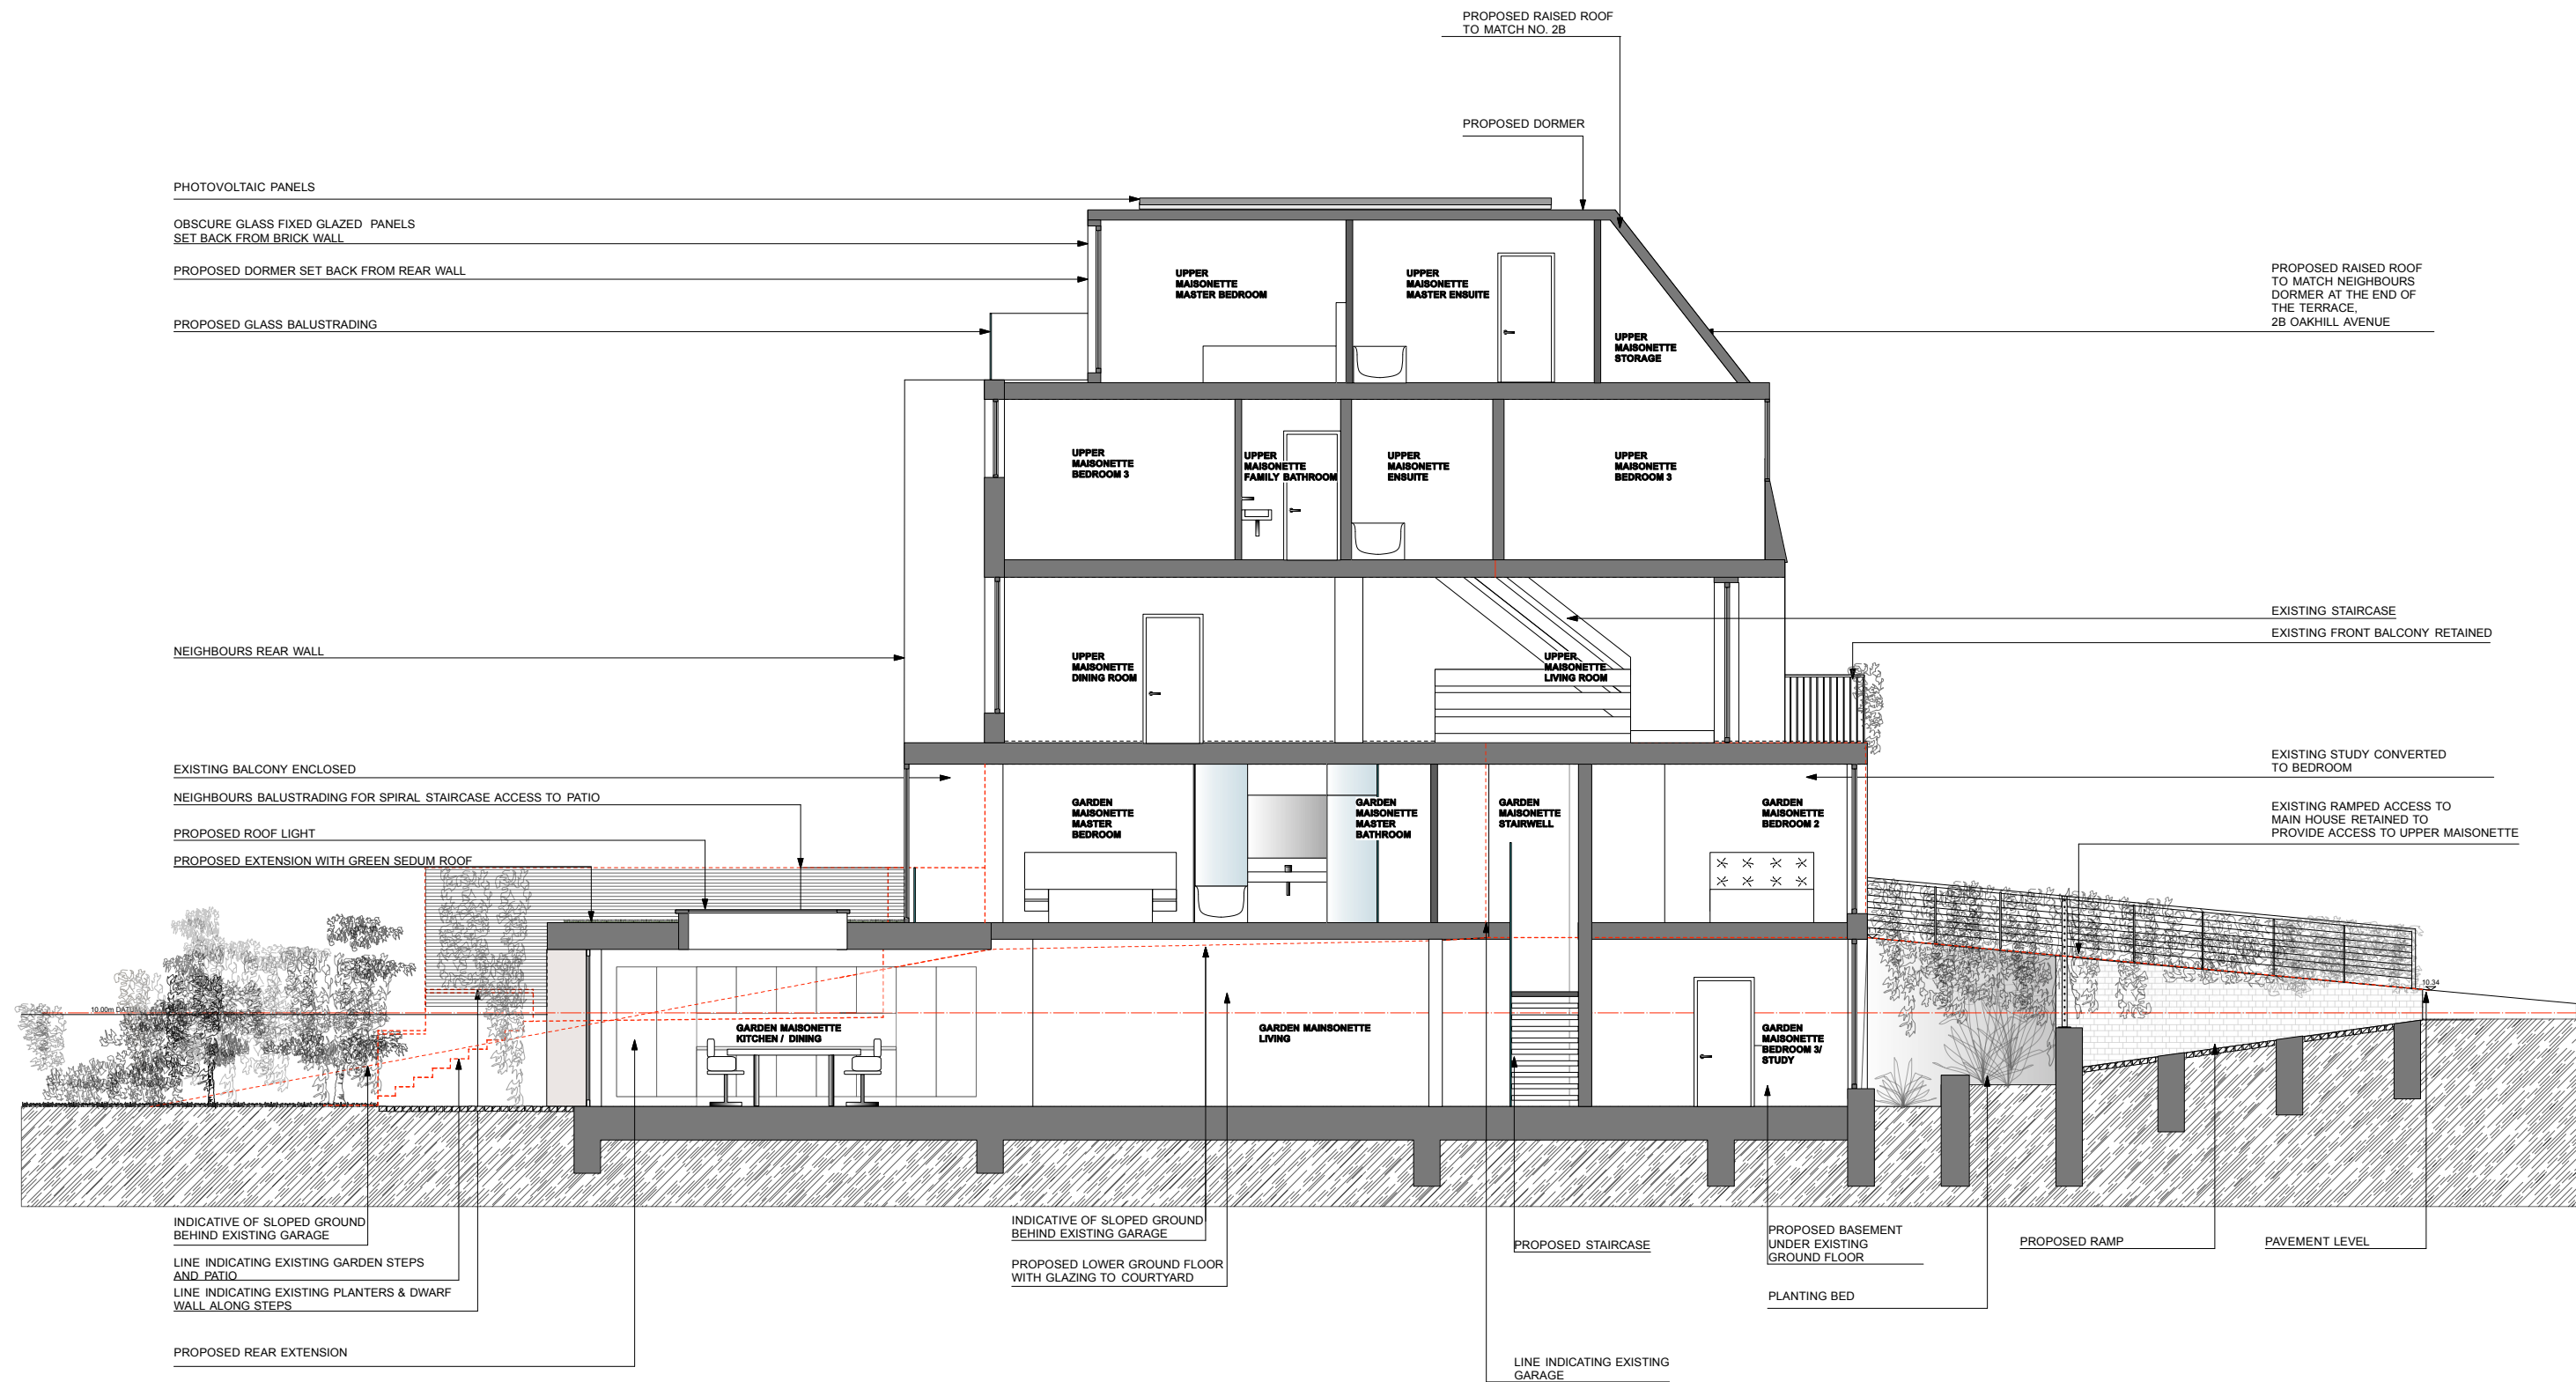 PROPOSED RAISED ROOF
TO MATCH NO. 2B
PROPOSED DORMER
PHOTOVOLTAIC PANELS
OBSCURE GLASS FIXED GLAZED PANELS
SET BACK FROM BRICK WALL
PROPOSED DORMER SET BACK FROM REAR WALL
PROPOSED GLASS BALUSTRADING
UPPER
MAISONETTE
MASTER BEDROOM
UPPER
MAISONETTE
MASTER ENSUITE
UPPER
MAISONETTE
STORAGE
PROPOSED RAISED ROOF
TO MATCH NEIGHBOURS
DORMER AT THE END OF
THE TERRACE,
2B OAKHILL AVENUE
UPPER
MAISONETTE
BEDROOM 3
UPPER
MAISONETTE
FAMILY BATHROOM
UPPER
MAISONETTE
ENSUITE
UPPER
MAISONETTE
BEDROOM 3
NEIGHBOURS REAR WALL
UPPER
MAISONETTE
DINING ROOM
UPPER
MAISONETTE
LIVING ROOM
EXISTING STAIRCASE
EXISTING FRONT BALCONY RETAINED
EXISTING BALCONY ENCLOSED
NEIGHBOURS BALUSTRADING FOR SPIRAL STAIRCASE ACCESS TO PATIO
PROPOSED ROOF LIGHT
PROPOSED EXTENSION WITH GREEN SEDUM ROOF
GARDEN
MAISONETTE
MASTER
BEDROOM
GARDEN
MAISONETTE
MASTER
BATHROOM
GARDEN
MAISONETTE
STAIRWELL
GARDEN
MAISONETTE
BEDROOM 2
EXISTING STUDY CONVERTED
TO BEDROOM
EXISTING RAMPED ACCESS TO
MAIN HOUSE RETAINED TO
PROVIDE ACCESS TO UPPER MAISONETTE
10.00m DATUM
GARDEN MAISONETTE
KITCHEN / DINING
GARDEN MAINSONETTE
LIVING
GARDEN
MAISONETTE
BEDROOM 3/
STUDY
10.34
INDICATIVE OF SLOPED GROUND
BEHIND EXISTING GARAGE
LINE INDICATING EXISTING GARDEN STEPS
AND PATIO
LINE INDICATING EXISTING PLANTERS & DWARF
WALL ALONG STEPS
PROPOSED REAR EXTENSION
INDICATIVE OF SLOPED GROUND
BEHIND EXISTING GARAGE
PROPOSED LOWER GROUND FLOOR
WITH GLAZING TO COURTYARD
PROPOSED STAIRCASE
LINE INDICATING EXISTING
GARAGE
PROPOSED BASEMENT
UNDER EXISTING
GROUND FLOOR
PLANTING BED
PROPOSED RAMP
PAVEMENT LEVEL